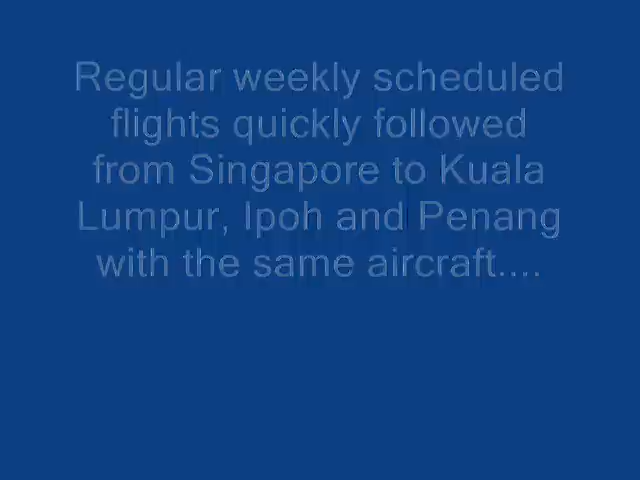 Regular weekly scheduled
flights quickly followed
from Singapore to Kuala
Lumpur, Ipoh and Penang
with the same aircraft....